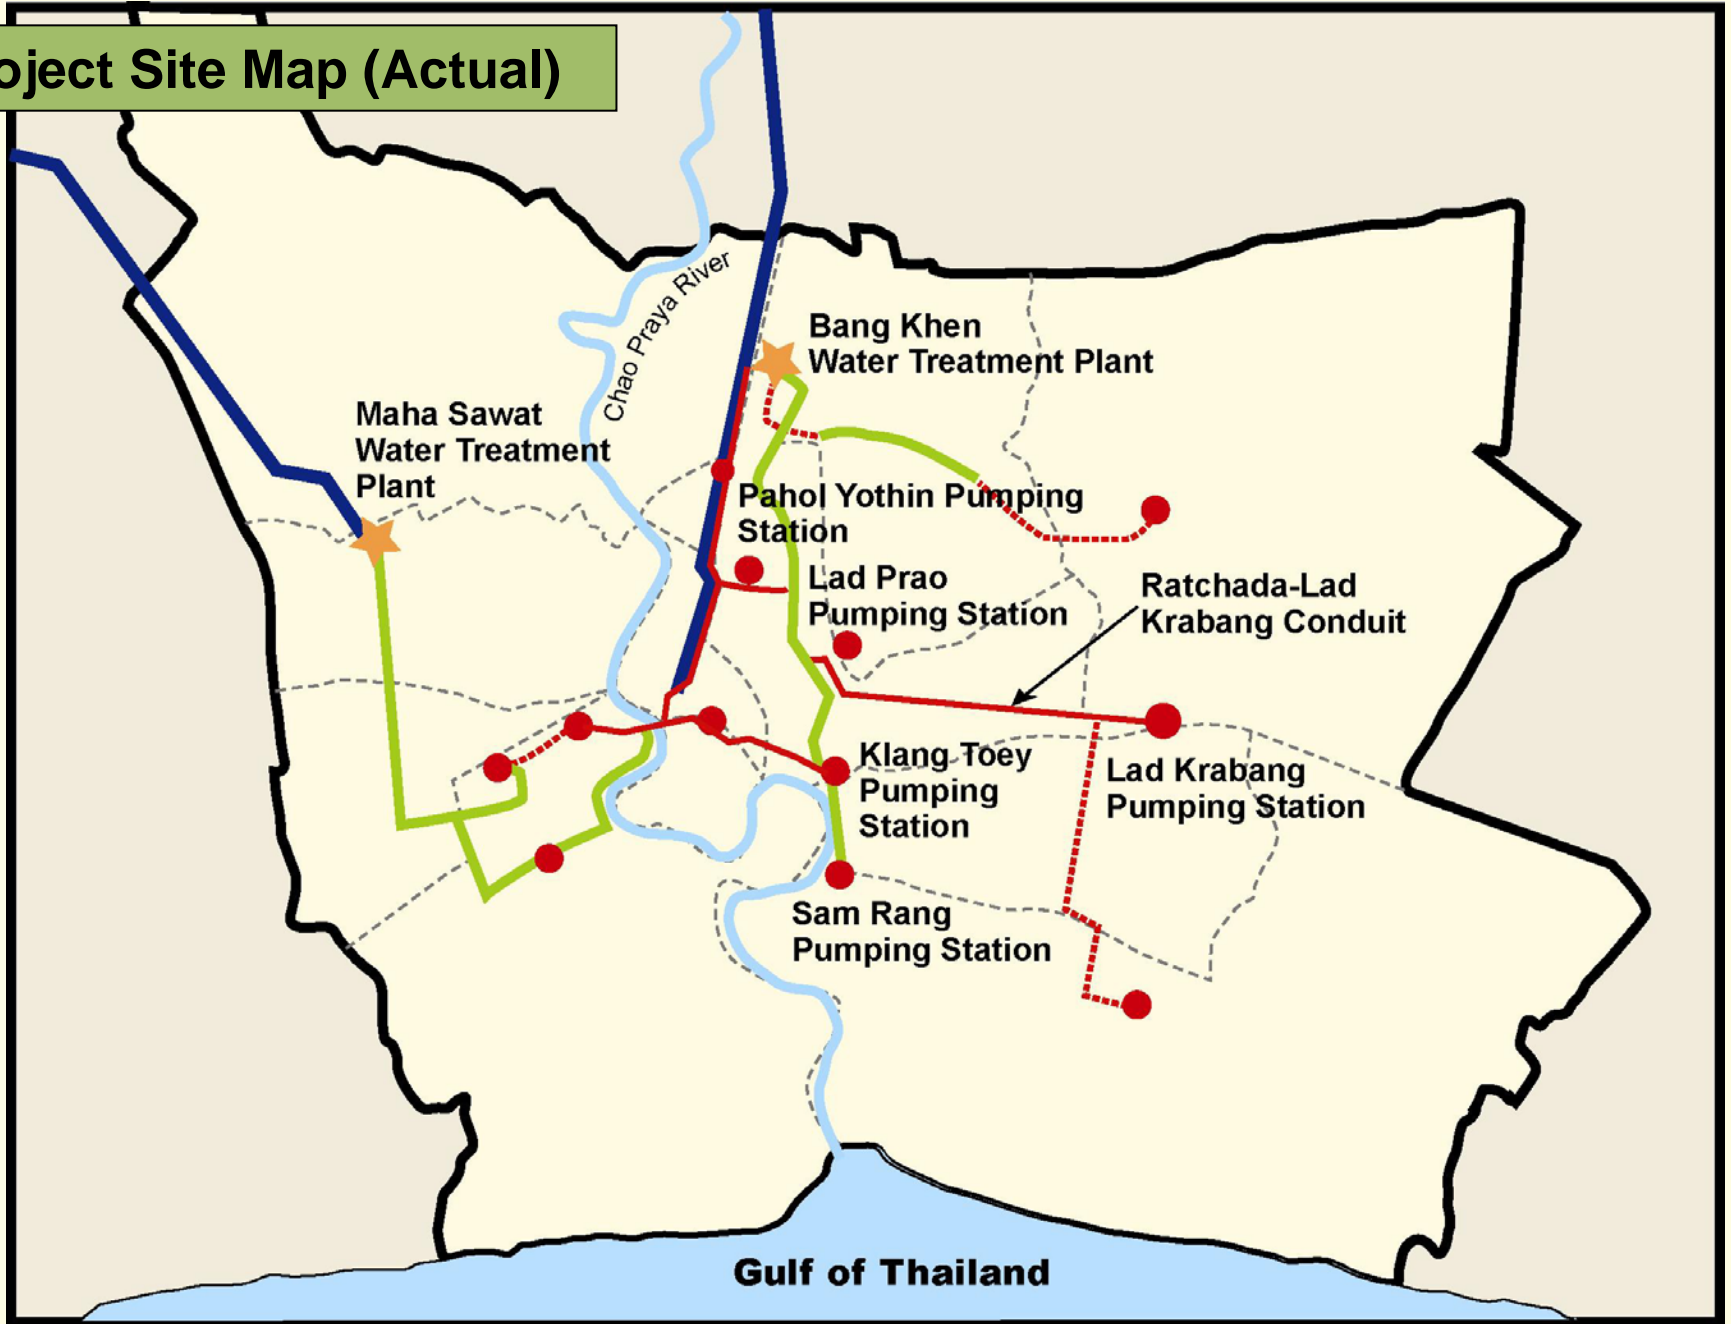 oject Site Map (Actual)
Chao Praya River
Bang Khen
Water Treatment Plant
Maha Sawat
Water Treatment
Plant
Pahol Yothin Pumping
Station
Lad Prao
Pumping Station
Ratchada-Lad
Krabang Conduit
Klang Toey
Pumping
Station
Lad Krabang
Pumping Station
Sam Rang
Pumping Station
Gulf of Thailand